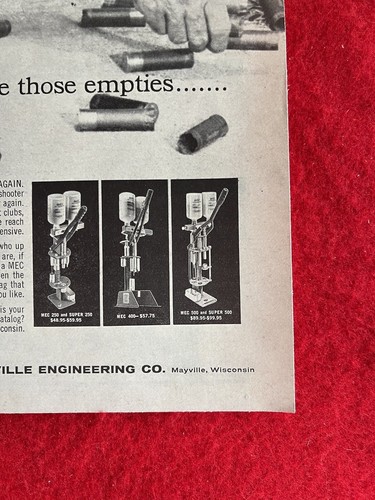 e those empties.......
AGAIN.
shooter
again.
clubs,
e reach
ensive.
who up
are, if
a MEC
en the
ag that
ou like.
is your
atalog?
consin.
MEC 250 and SUPER 250
$48.95-$59.95
MEC 400—$57.75
MEC 500 and SUPER 500
$89.95-$99.95
VILLE ENGINEERING CO. Mayville, Wisconsin